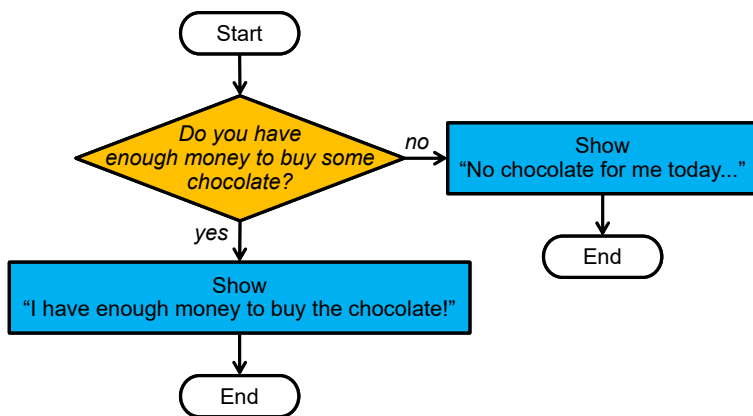 Start
Do you have
enough money to buy some
chocolate?
no
Show
“No chocolate for me today...”
End
yes
Show
“I have enough money to buy the chocolate!”
End